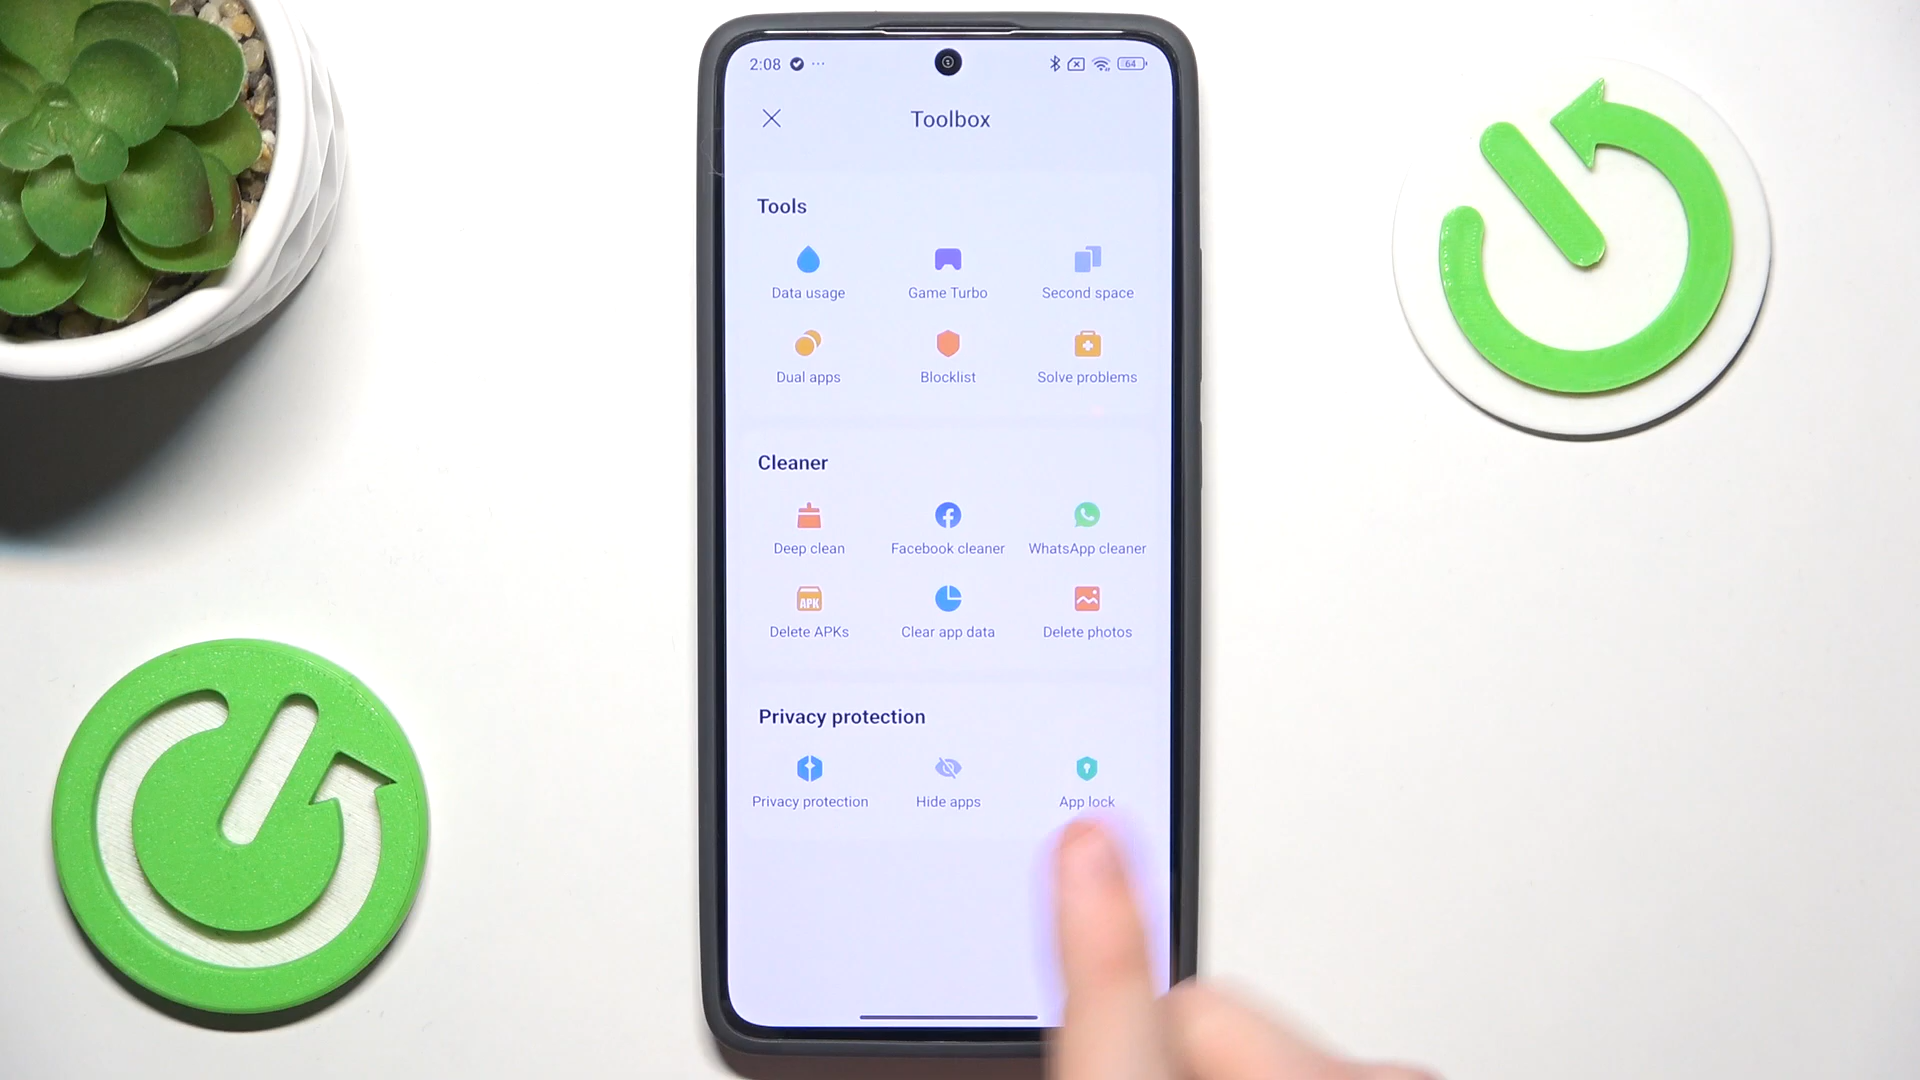 2:08 ... 64
Toolbox
Tools
Data usage Game Turbo Second space
Dual apps Blocklist Solve problems
Cleaner
Deep clean Facebook cleaner WhatsApp cleaner
APK
Delete APKs Clear app data Delete photos
Privacy protection
Privacy protection Hide apps App lock